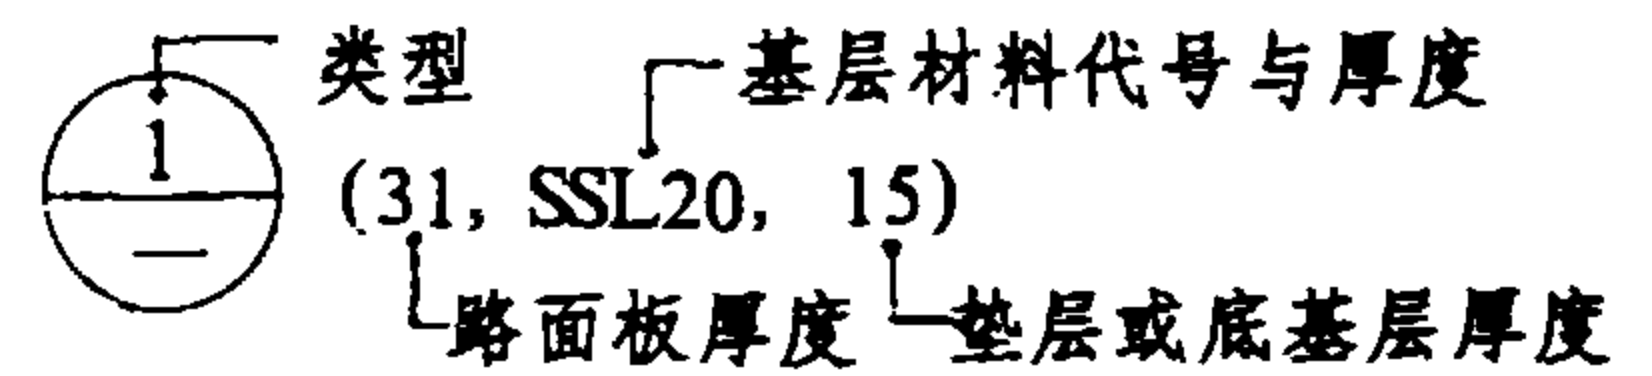 类型 基层材料代号与厚度
1
(31, SSL20, 15)
—
路面板厚度 垫层或底基层厚度